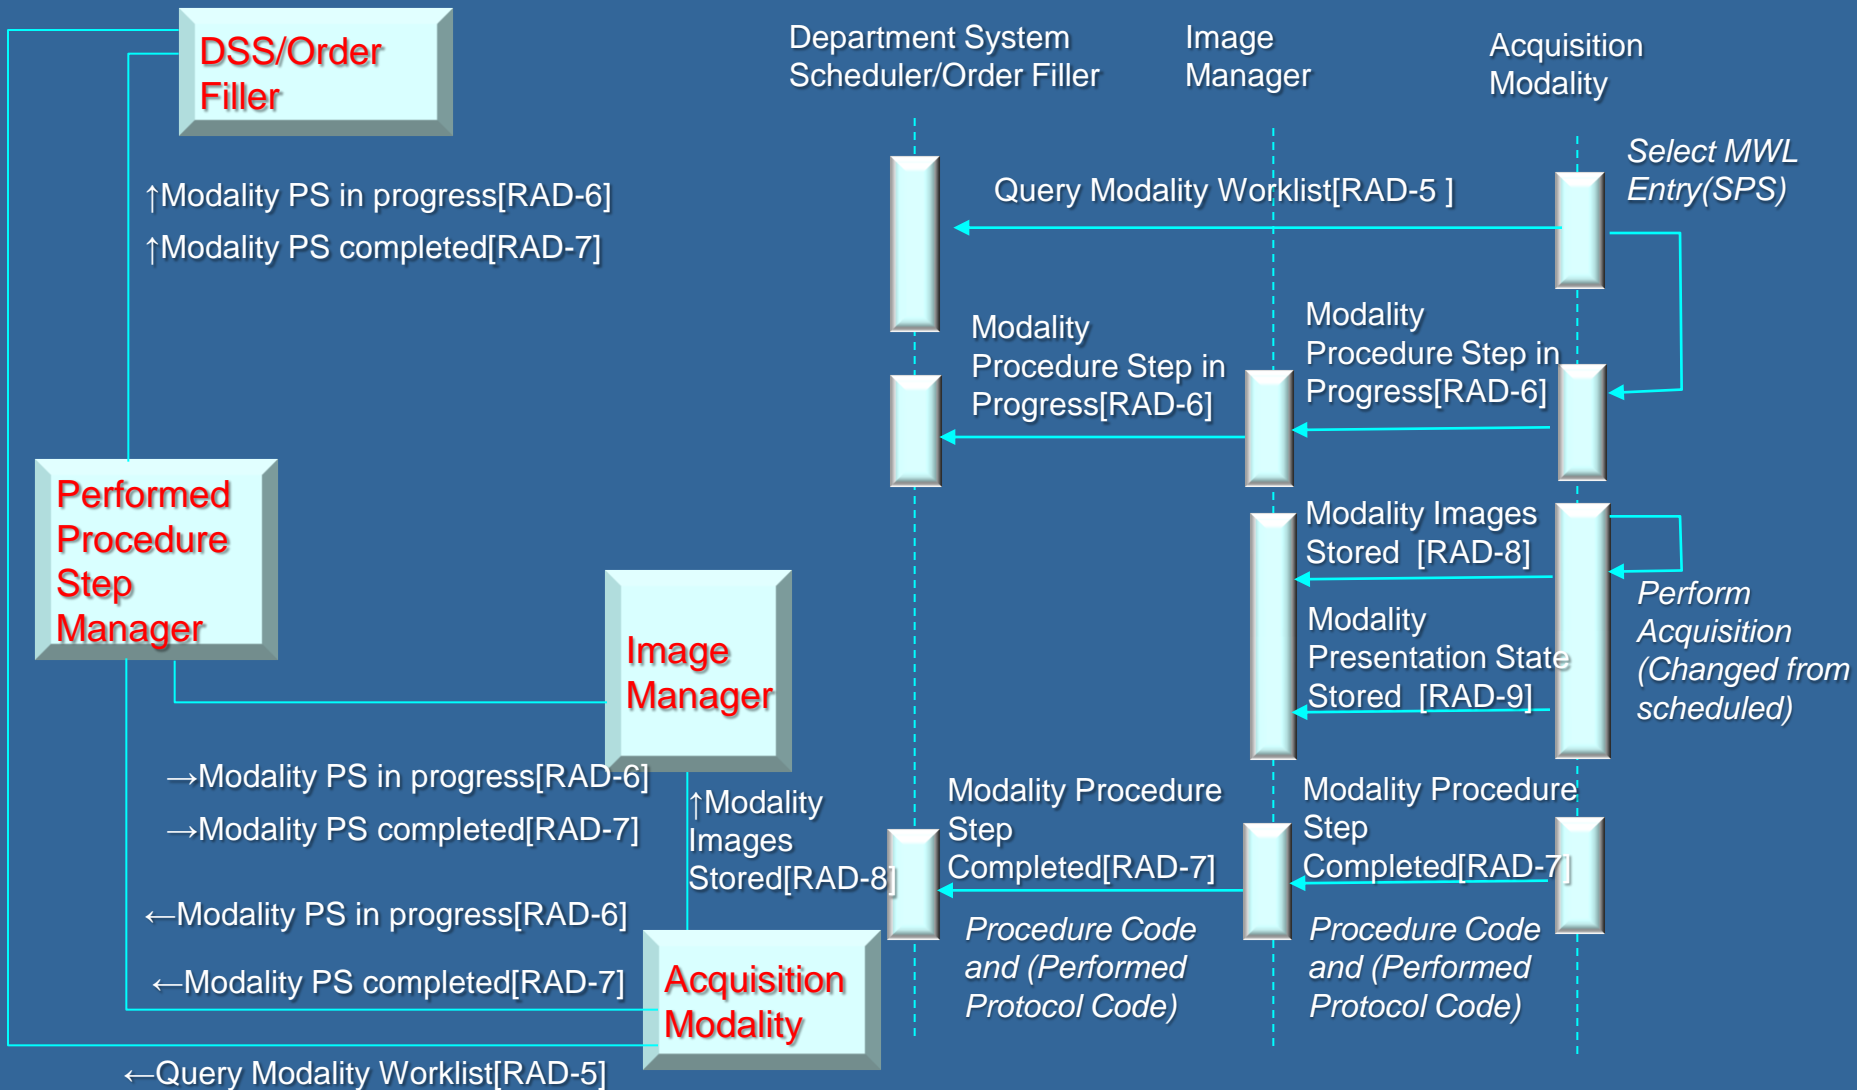 DSS/Order
Filler
↑Modality PS in progress[RAD-6]
↑Modality PS completed[RAD-7]
Performed
Procedure
Step
Manager
Image
Manager
→Modality PS in progress[RAD-6]
→Modality PS completed[RAD-7]
↑Modality
Images
Stored[RAD-8]
←Modality PS in progress[RAD-6]
←Modality PS completed[RAD-7]
Acquisition
Modality
←Query Modality Worklist[RAD-5]
Department System
Scheduler/Order Filler
Image
Manager
Acquisition
Modality
Select MWL
Entry(SPS)
Query Modality Worklist[RAD-5 ]
Modality
Procedure Step in
Progress[RAD-6]
Modality
Procedure Step in
Progress[RAD-6]
Modality Images
Stored [RAD-8]
Perform
Acquisition
(Changed from
scheduled)
Modality
Presentation State
Stored [RAD-9]
Modality Procedure
Step
Completed[RAD-7]
Modality Procedure
Step
Completed[RAD-7]
Procedure Code
and (Performed
Protocol Code)
Procedure Code
and (Performed
Protocol Code)